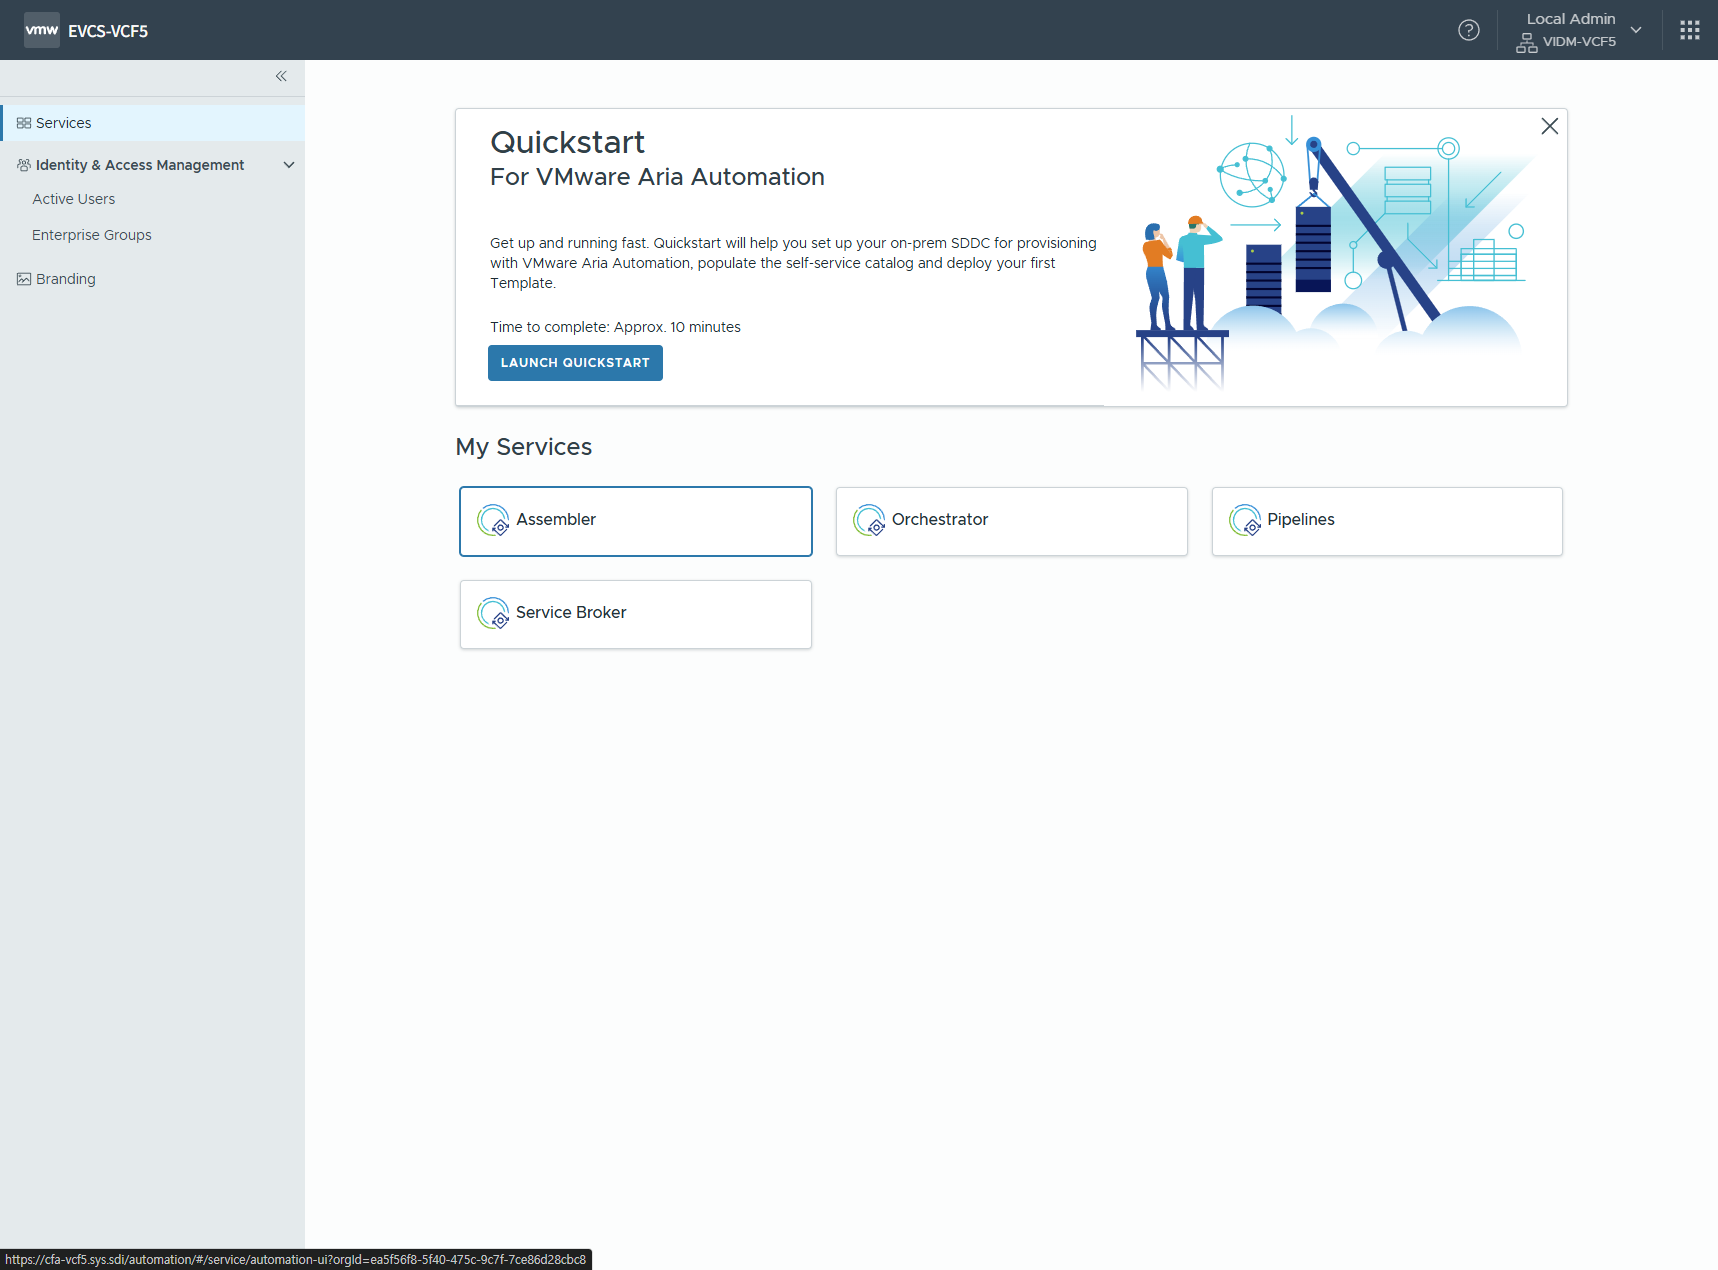 vmw EVCS-VCF5
Local Admin
VIDM-VCF5
Services
Identity & Access Management
Active Users
Enterprise Groups
Branding
Quickstart
For VMware Aria Automation
Get up and running fast. Quickstart will help you set up your on-prem SDDC for provisioning
with VMware Aria Automation, populate the self-service catalog and deploy your first
Template.
Time to complete: Approx. 10 minutes
LAUNCH QUICKSTART
My Services
Assembler
Orchestrator
Pipelines
Service Broker
https://cfa-vcf5.sys.sdi/automation/#/service/automation-ui?orgId=ea5f56f8-5f40-475c-9c7f-7ce86d28cbc8